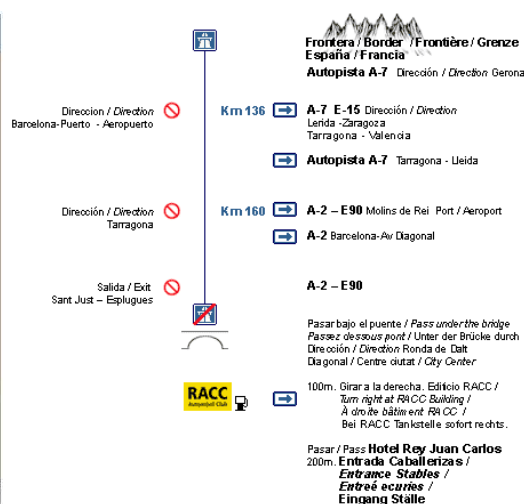 Frontera / Border / Frontière / Grenze
España / Francia
Autopista A-7 Dirección / Direction Gerona
Direccion / Direction
Barcelona-Puerto - Aeropuerto
Km 136
A-7 E-15 Dirección / Direction
Lerida -Zaragoza
Tarragona - Valencia
Autopista A-7 Tarragona - Lleida
Dirección / Direction
Tarragona
Km 160
A-2 – E90 Molins de Rei Port / Aeroport
A-2 Barcelona-Av Diagonal
Salida / Exit
Sant Just – Esplugues
A-2 – E90
Pasar bajo el puente / Pass under the bridge
Passez dessous pont / Unter der Brücke durch
Dirección / Direction Ronda de Dalt
Diagonal / Centre ciutat / City Center
RACC
Automòbil Club
100m. Girar a la derecha. Edificio RACC /
Turn right at RACC Building /
À droite bâtiment RACC /
Bei RACC Tankstelle sofort rechts.
Pasar / Pass Hotel Rey Juan Carlos
200m. Entrada Caballerizas /
Entrance Stables /
Entreé ecuries /
Eingang Ställe